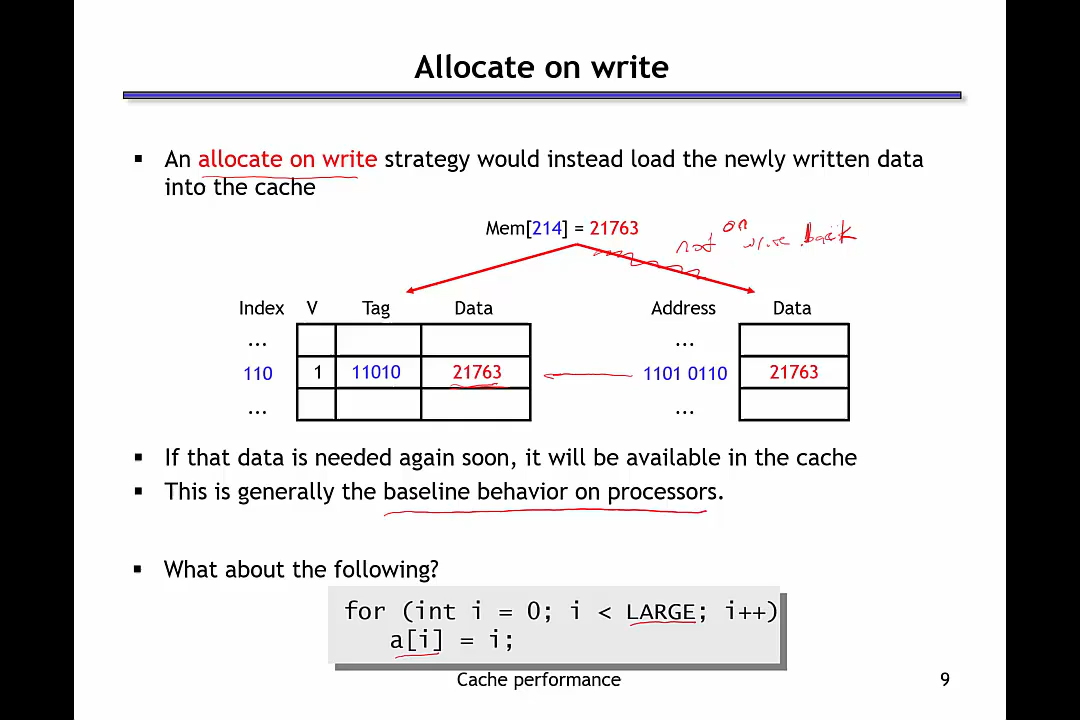 Allocate on write
▪ An allocate on write strategy would instead load the newly written data
into the cache
Mem[214] = 21763
not on write back
Index V Tag Data
Address Data
... ...
110 1 11010 21763
1101 0110 21763
... ...
▪ If that data is needed again soon, it will be available in the cache
▪ This is generally the baseline behavior on processors.
▪ What about the following?
for (int i = 0; i < LARGE; i++)
a[i] = i;
Cache performance
9